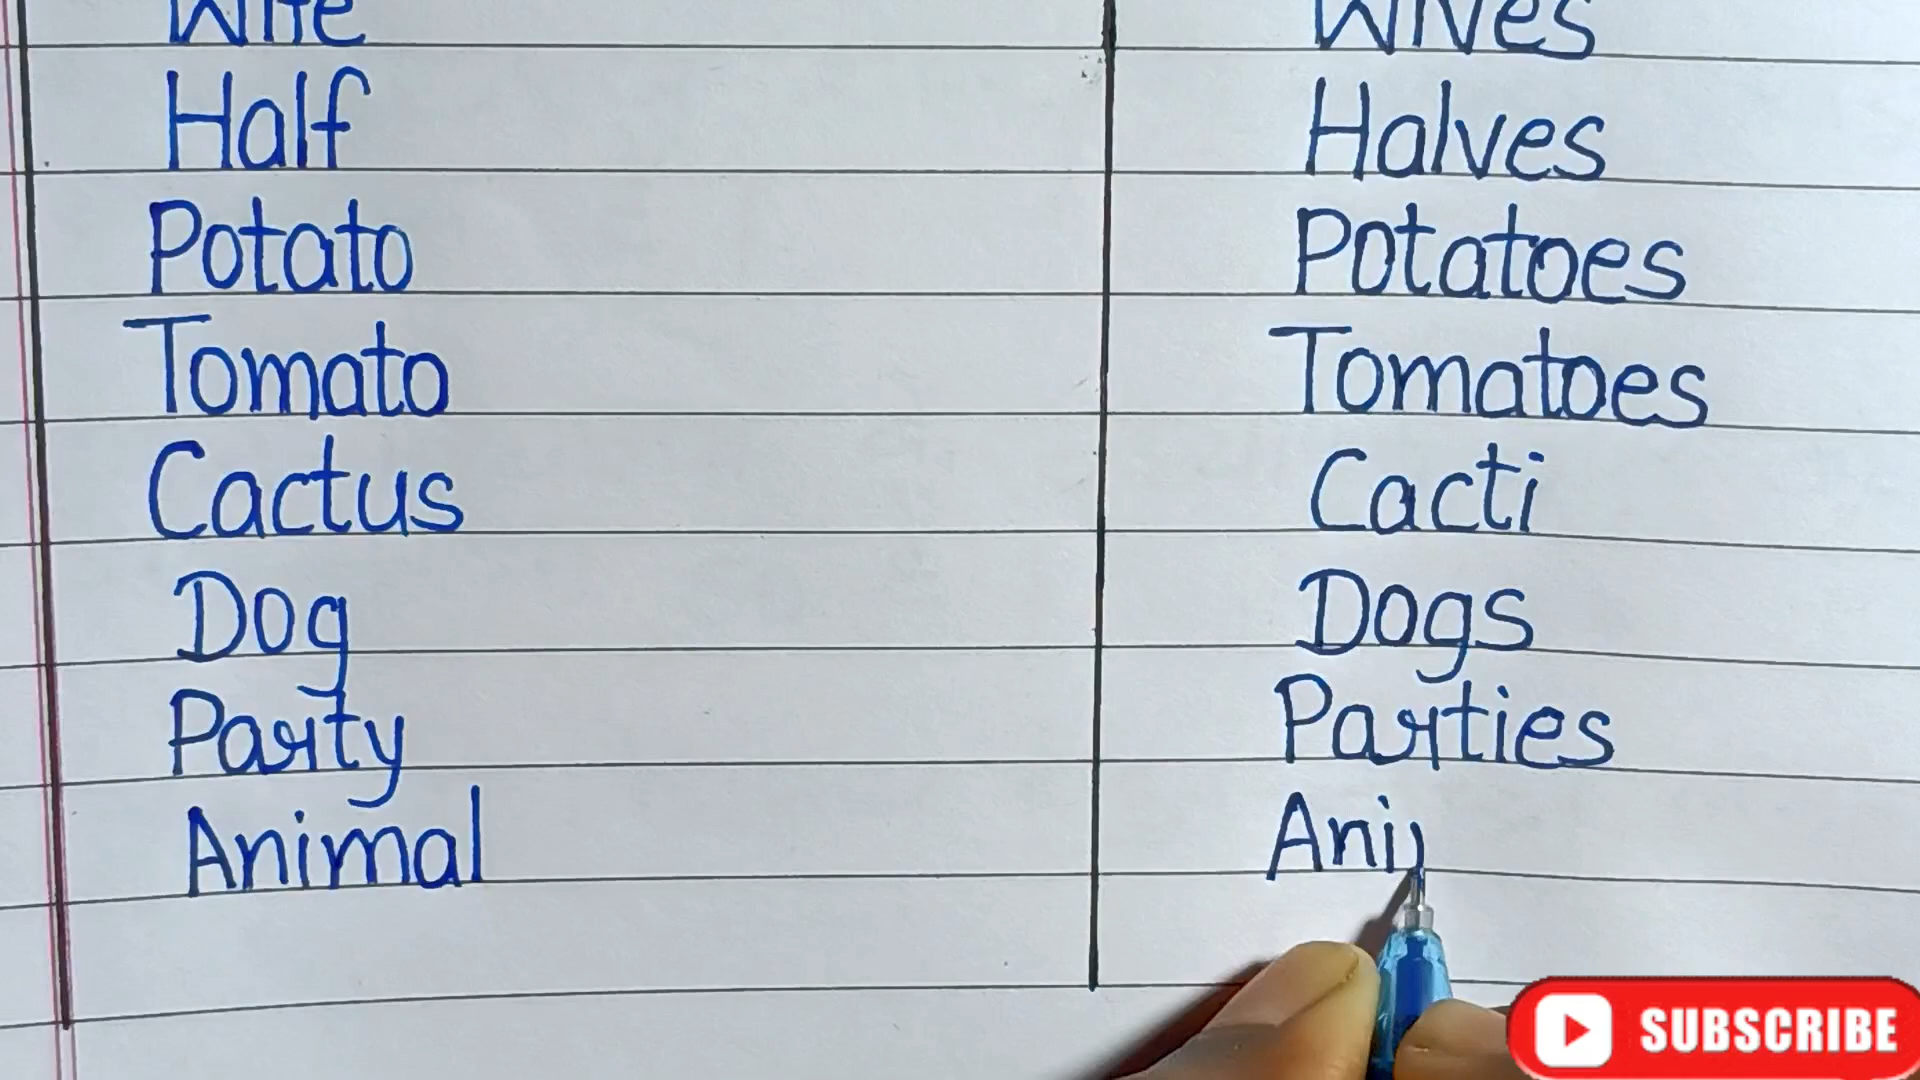 Wife Wives
Half Halves
Potato Potatoes
Tomato Tomatoes
Cactus Cacti
Dog Dogs
Party Parties
Animal Ani
SUBSCRIBE